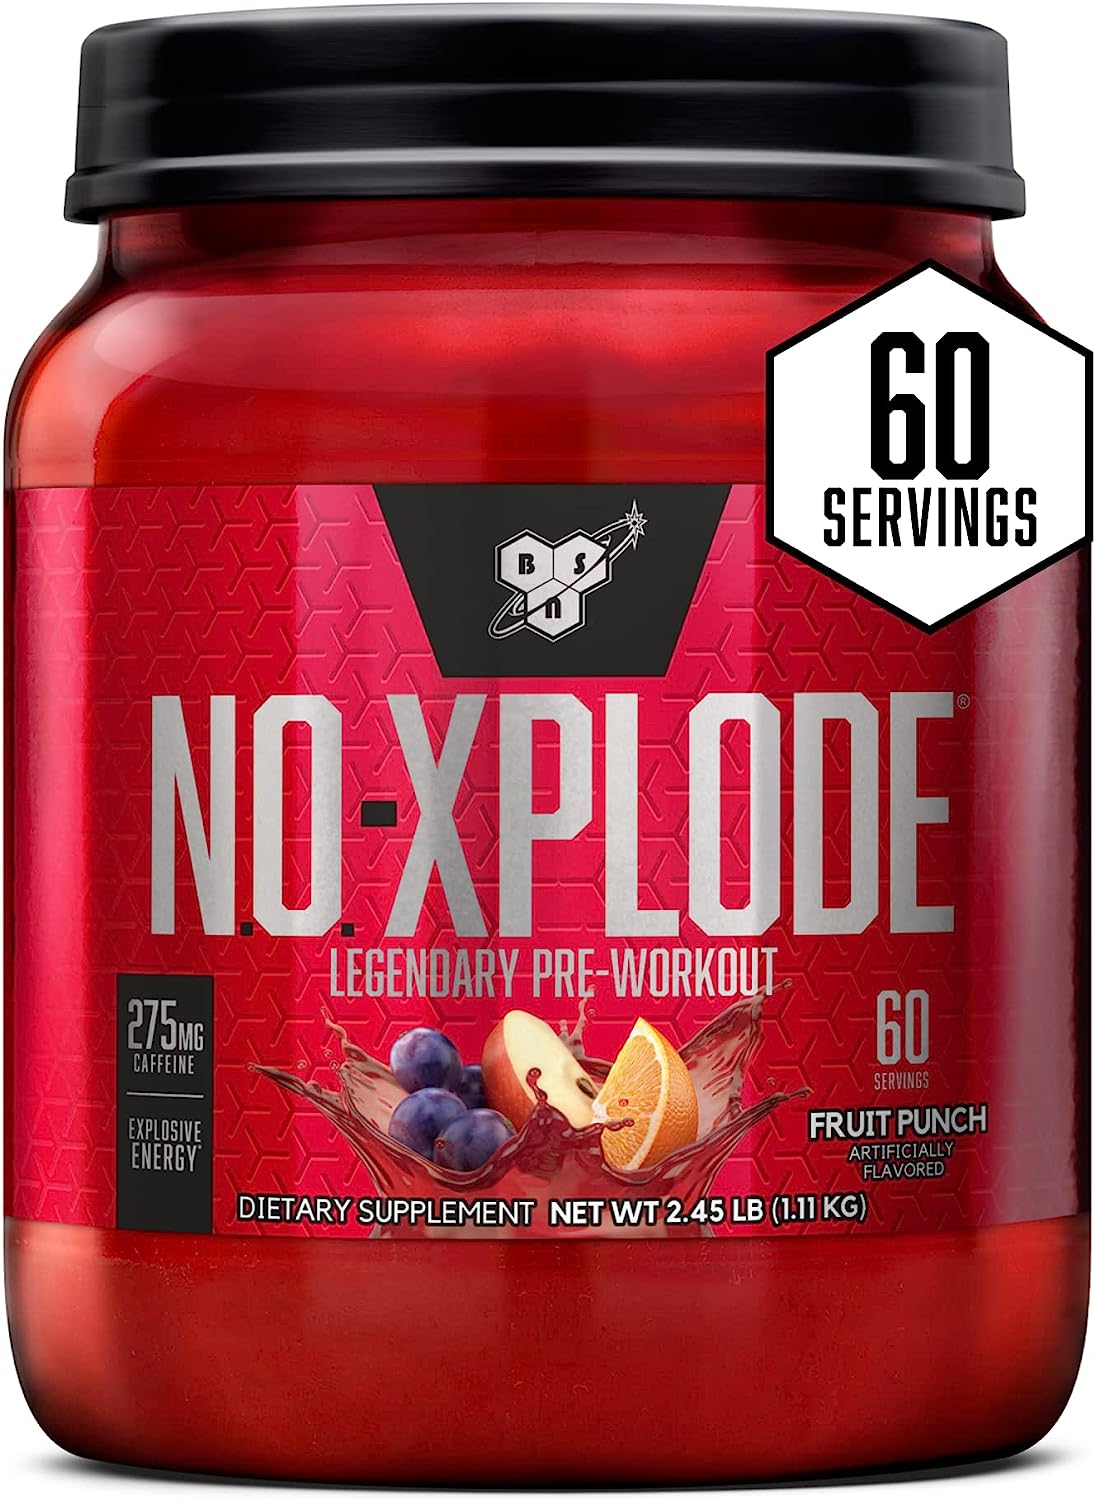 60
SERVINGS
B S
n
N.O.-XPLODE®
LEGENDARY PRE-WORKOUT
275MG
CAFFEINE
EXPLOSIVE
ENERGY*
60
SERVINGS
FRUIT PUNCH
ARTIFICIALLY
FLAVORED
DIETARY SUPPLEMENT NET WT 2.45 LB (1.11 KG)